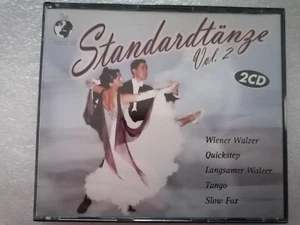 Standardtänze
Vol. 2
2CD
Wiener Walzer
Quickstep
Langsamer Walzer
Tango
Slow Fox